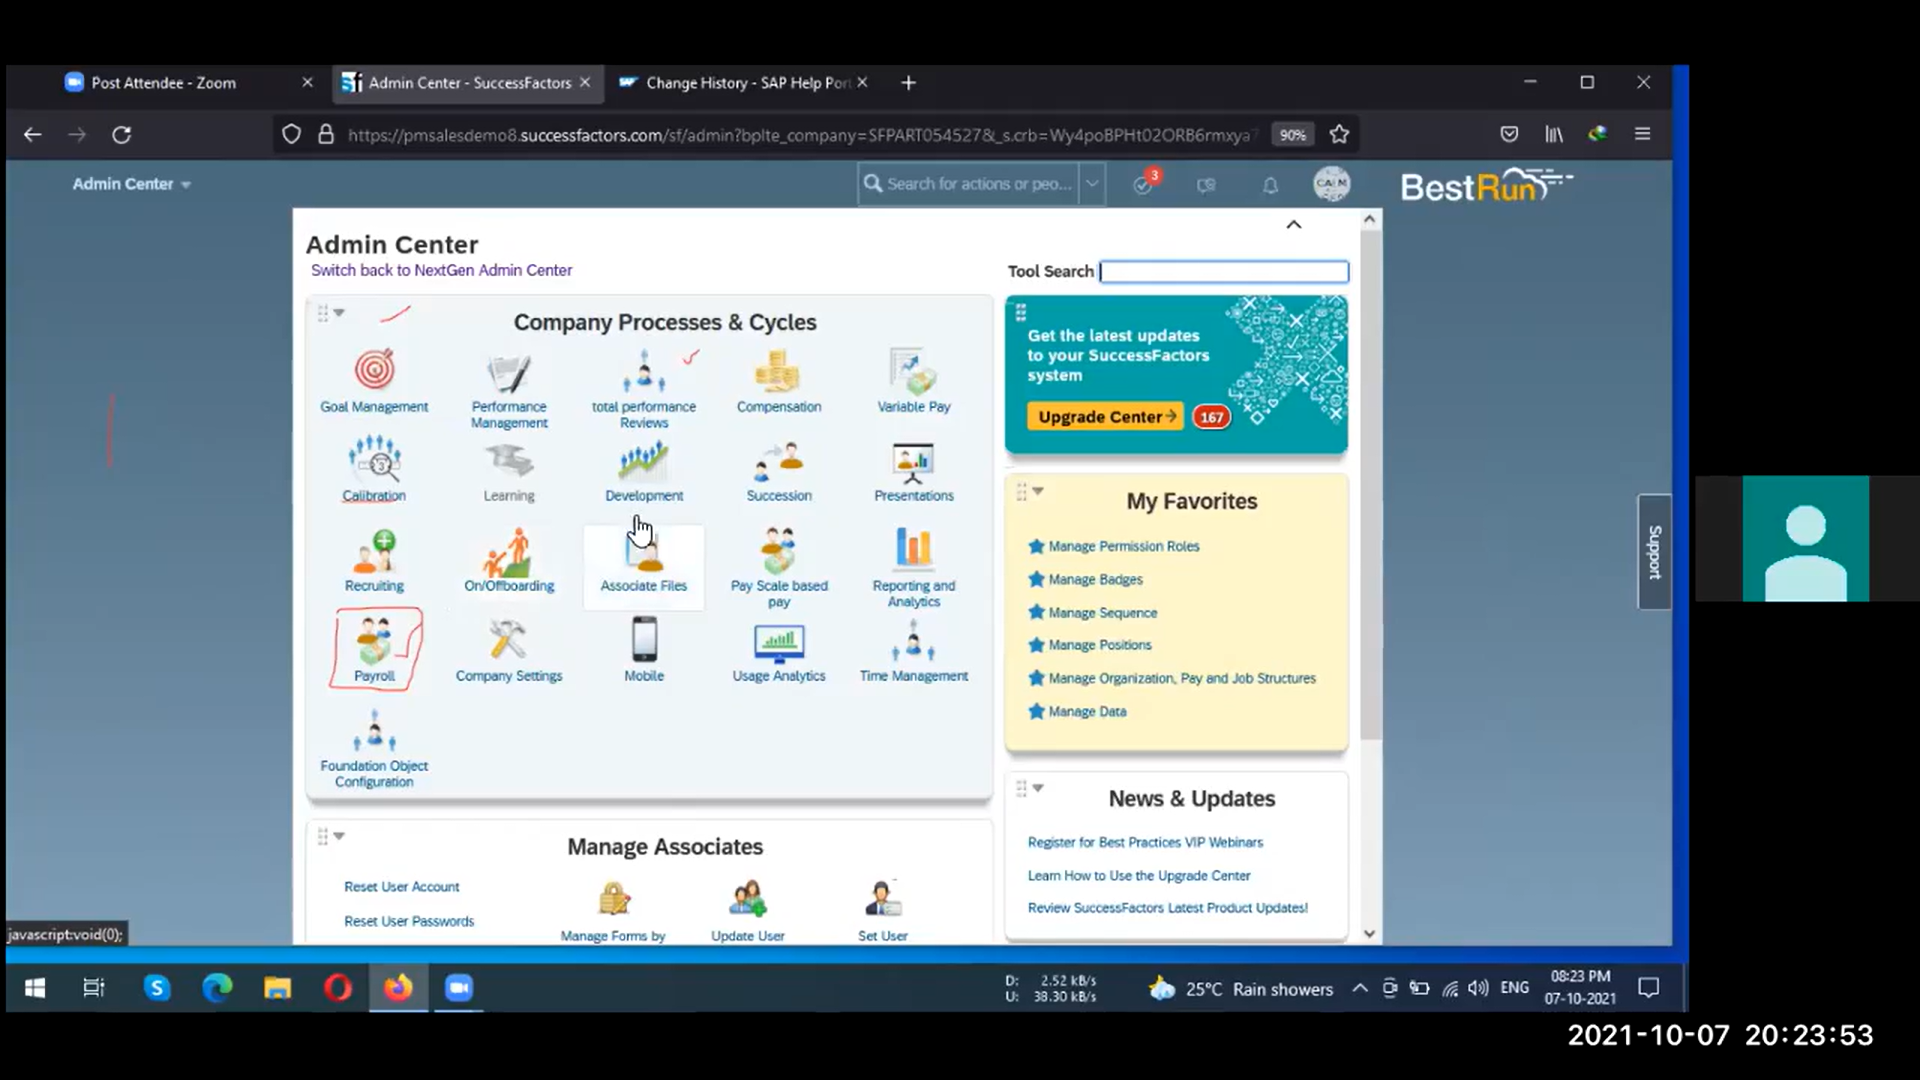 Post Attendee - Zoom
Admin Center - SuccessFactors
Change History - SAP Help Port
https://pmsalesdemo8.successfactors.com/sf/admin?bplte_company=SFPART054527&_s.crb=Wy4poBPHt02ORB6rmxya7
90%
Admin Center
Search for actions or peo...
3
BestRun
Admin Center
Switch back to NextGen Admin Center
Tool Search
Company Processes & Cycles
Goal Management
Performance Management
total performance Reviews
Compensation
Variable Pay
Calibration
Learning
Development
Succession
Presentations
Recruiting
On/Offboarding
Associate Files
Pay Scale based pay
Reporting and Analytics
Payroll
Company Settings
Mobile
Usage Analytics
Time Management
Foundation Object Configuration
Get the latest updates
to your SuccessFactors
system
Upgrade Center
167
My Favorites
Manage Permission Roles
Manage Badges
Manage Sequence
Manage Positions
Manage Organization, Pay and Job Structures
Manage Data
Support
News & Updates
Register for Best Practices VIP Webinars
Learn How to Use the Upgrade Center
Review SuccessFactors Latest Product Updates!
Manage Associates
Reset User Account
Reset User Passwords
Manage Forms by
Update User
Set User
javascript:void(0);
D: 2.52 kB/s
U: 38.30 kB/s
25°C Rain showers
ENG
08:23 PM
07-10-2021
2021-10-07 20:23:53